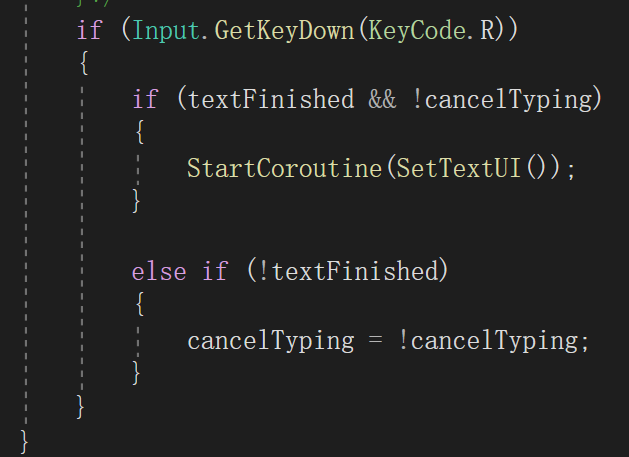 }*/
if (Input.GetKeyDown(KeyCode.R))
{
if (textFinished && !cancelTyping)
{
StartCoroutine(SetTextUI());
}
else if (!textFinished)
{
cancelTyping = !cancelTyping;
}
}
}